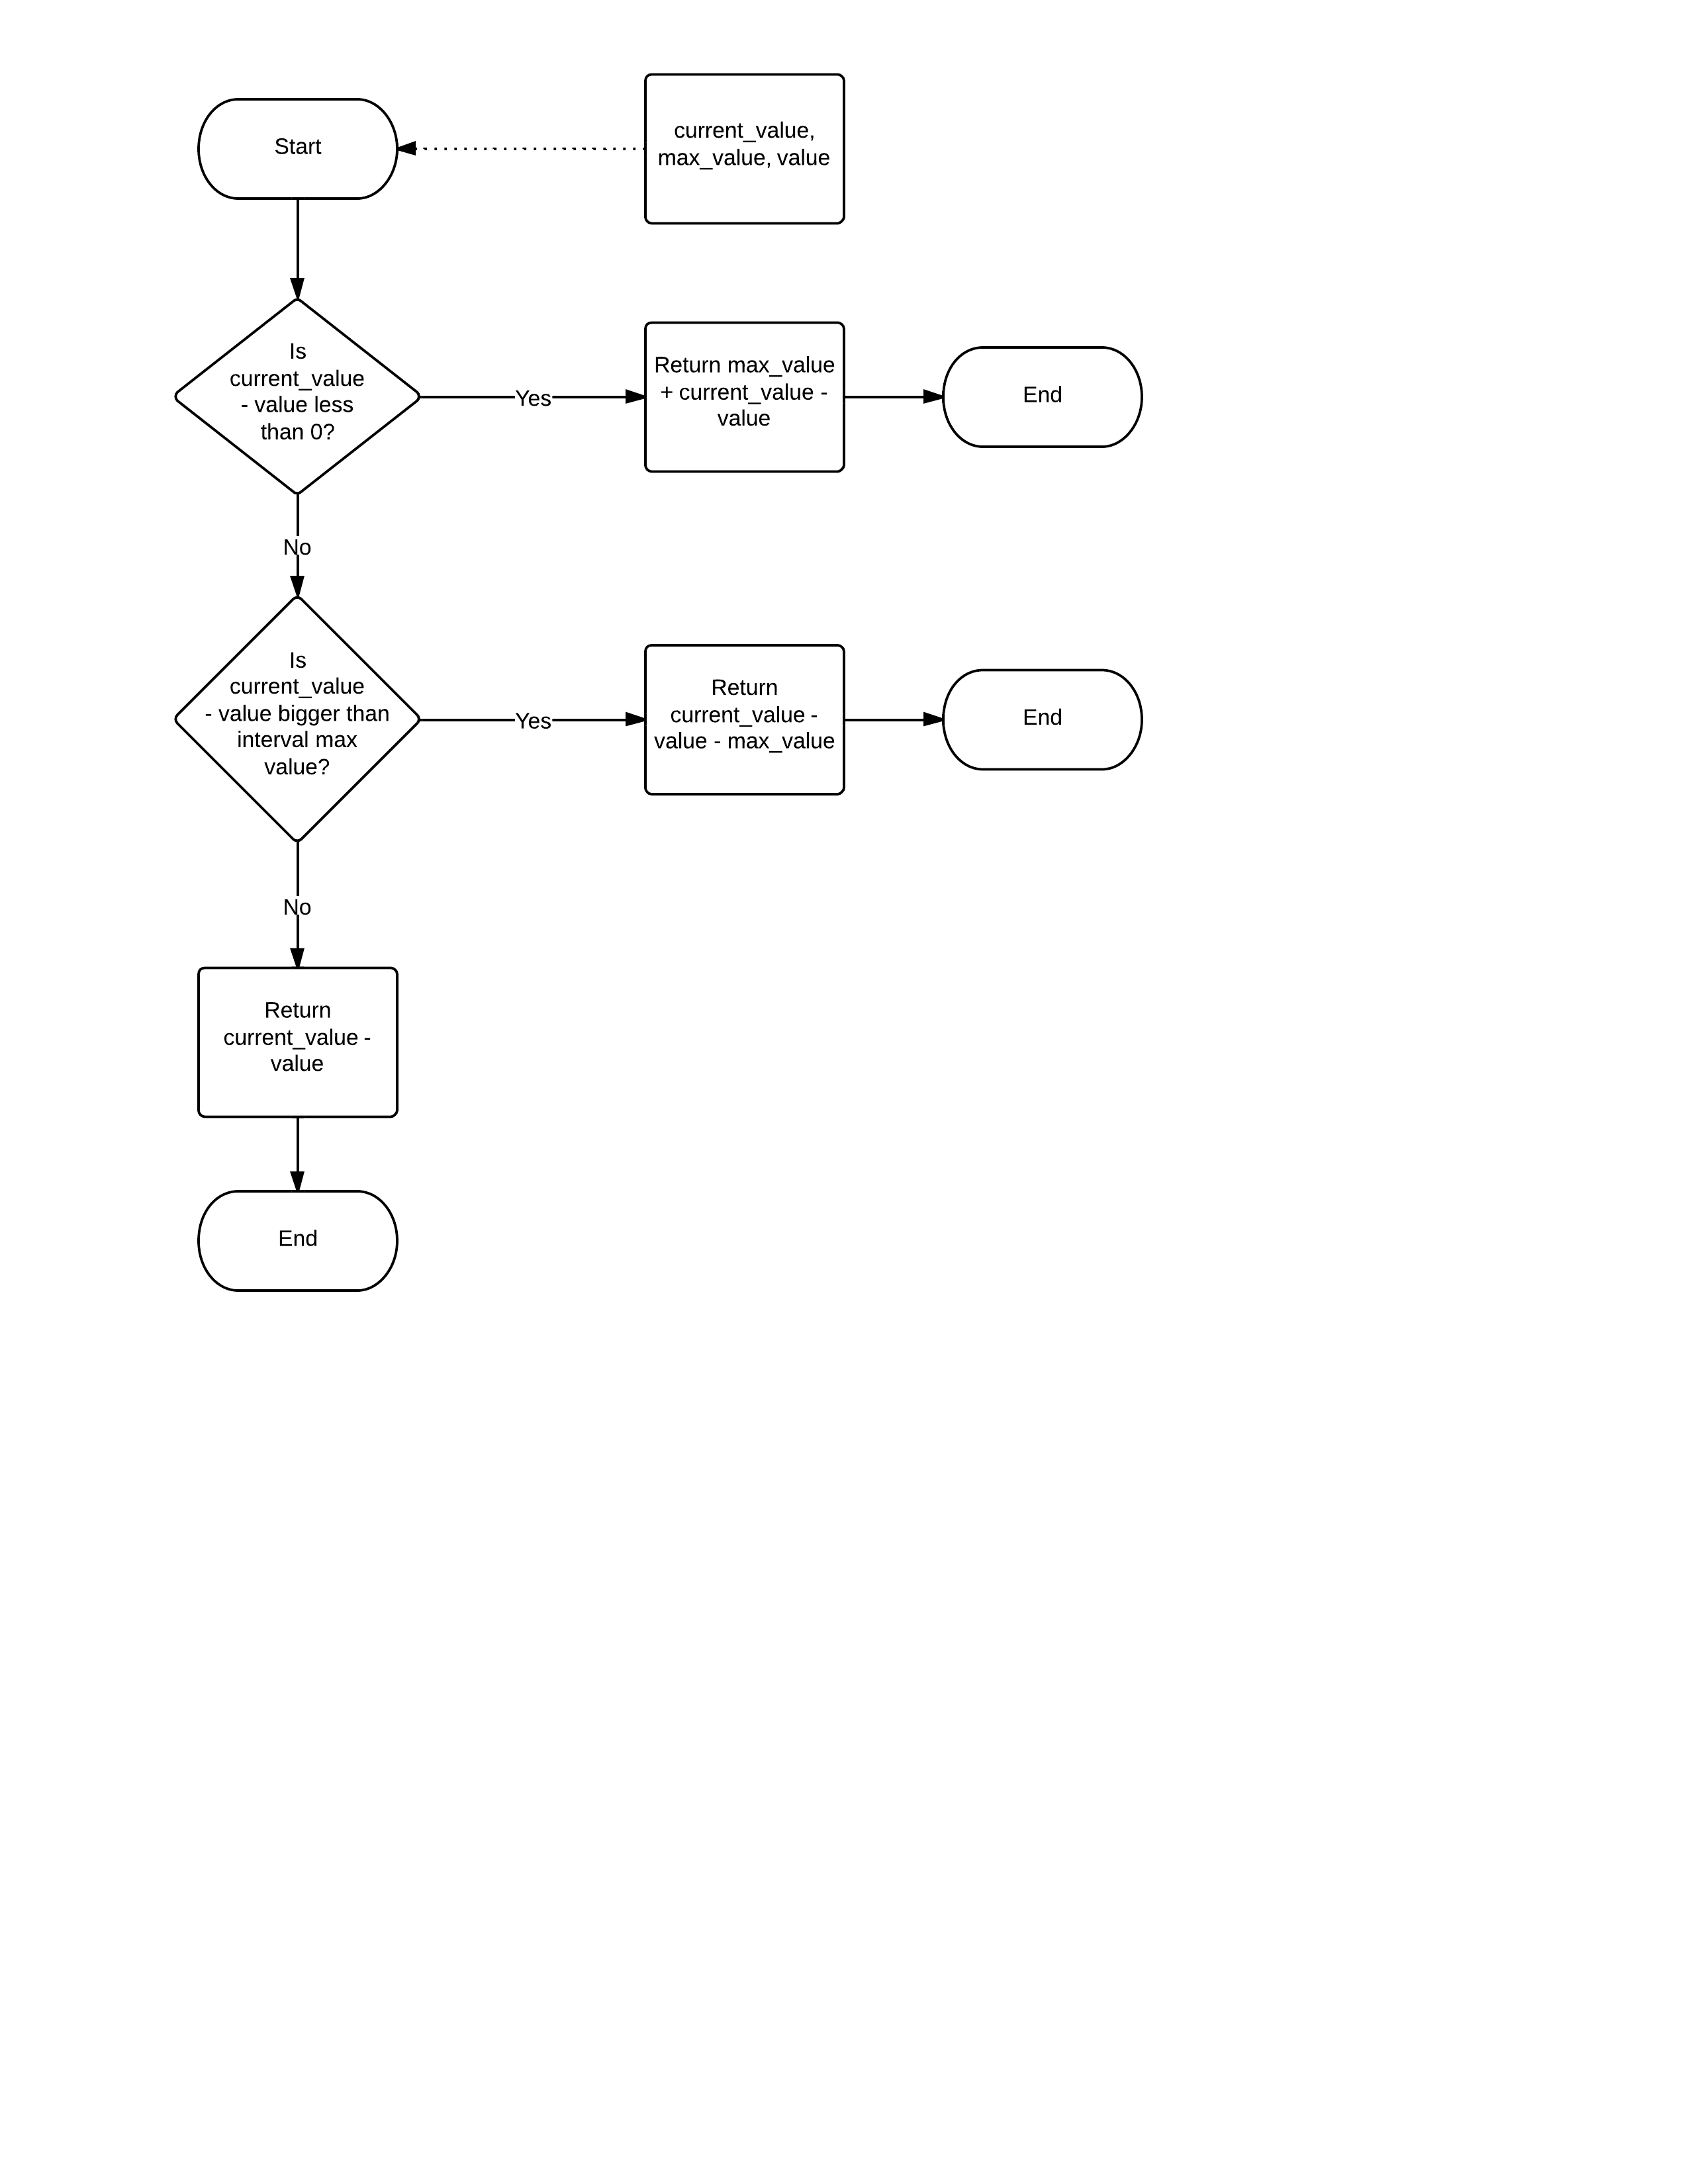 Start
current_value,
max_value, value
Is
current_value
- value less
than 0?
Yes
Return max_value
+ current_value -
value
End
No
Is
current_value
- value bigger than
interval max
value?
Yes
Return
current_value -
value - max_value
End
No
Return
current_value -
value
End